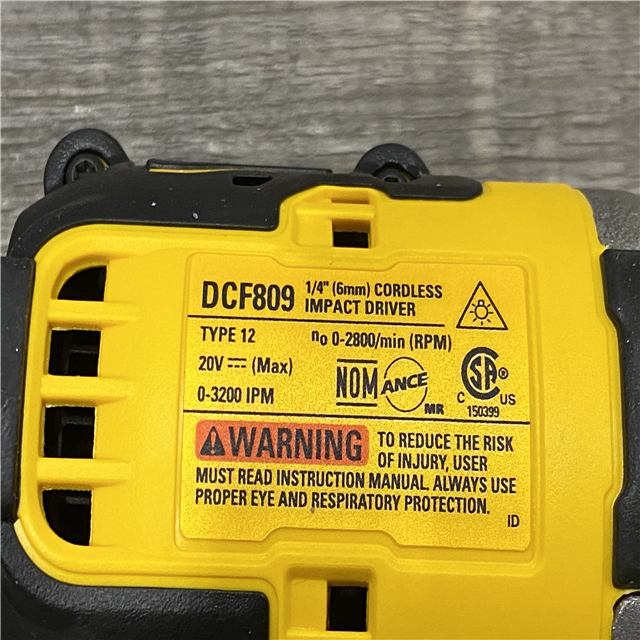 DCF809 1/4" (6mm) CORDLESS
IMPACT DRIVER
TYPE 12 n₀ 0-2800/min (RPM)
20V ⎓ (Max)
0-3200 IPM
NOM ANCE MR
CSA ® C US
150399
⚠WARNING TO REDUCE THE RISK
OF INJURY, USER
MUST READ INSTRUCTION MANUAL. ALWAYS USE
PROPER EYE AND RESPIRATORY PROTECTION.
ID